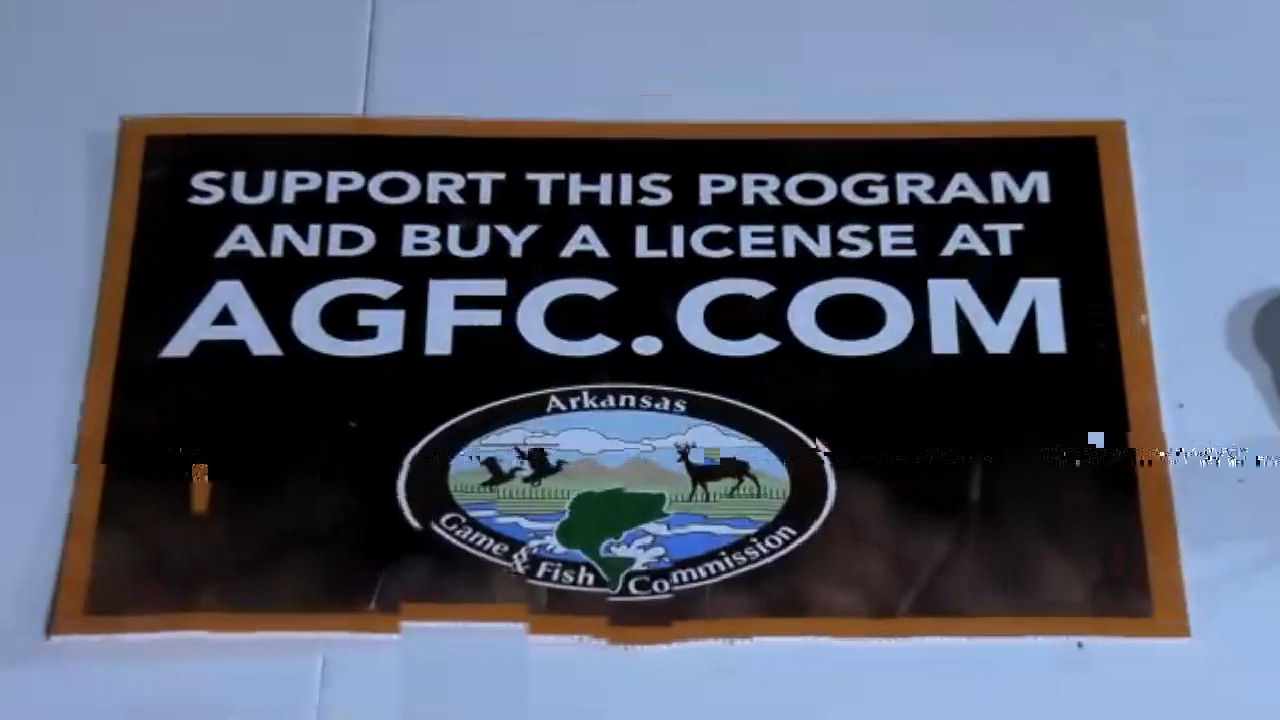 SUPPORT THIS PROGRAM
AND BUY A LICENSE AT
AGFC.COM
Arkansas
Game & Fish Commission